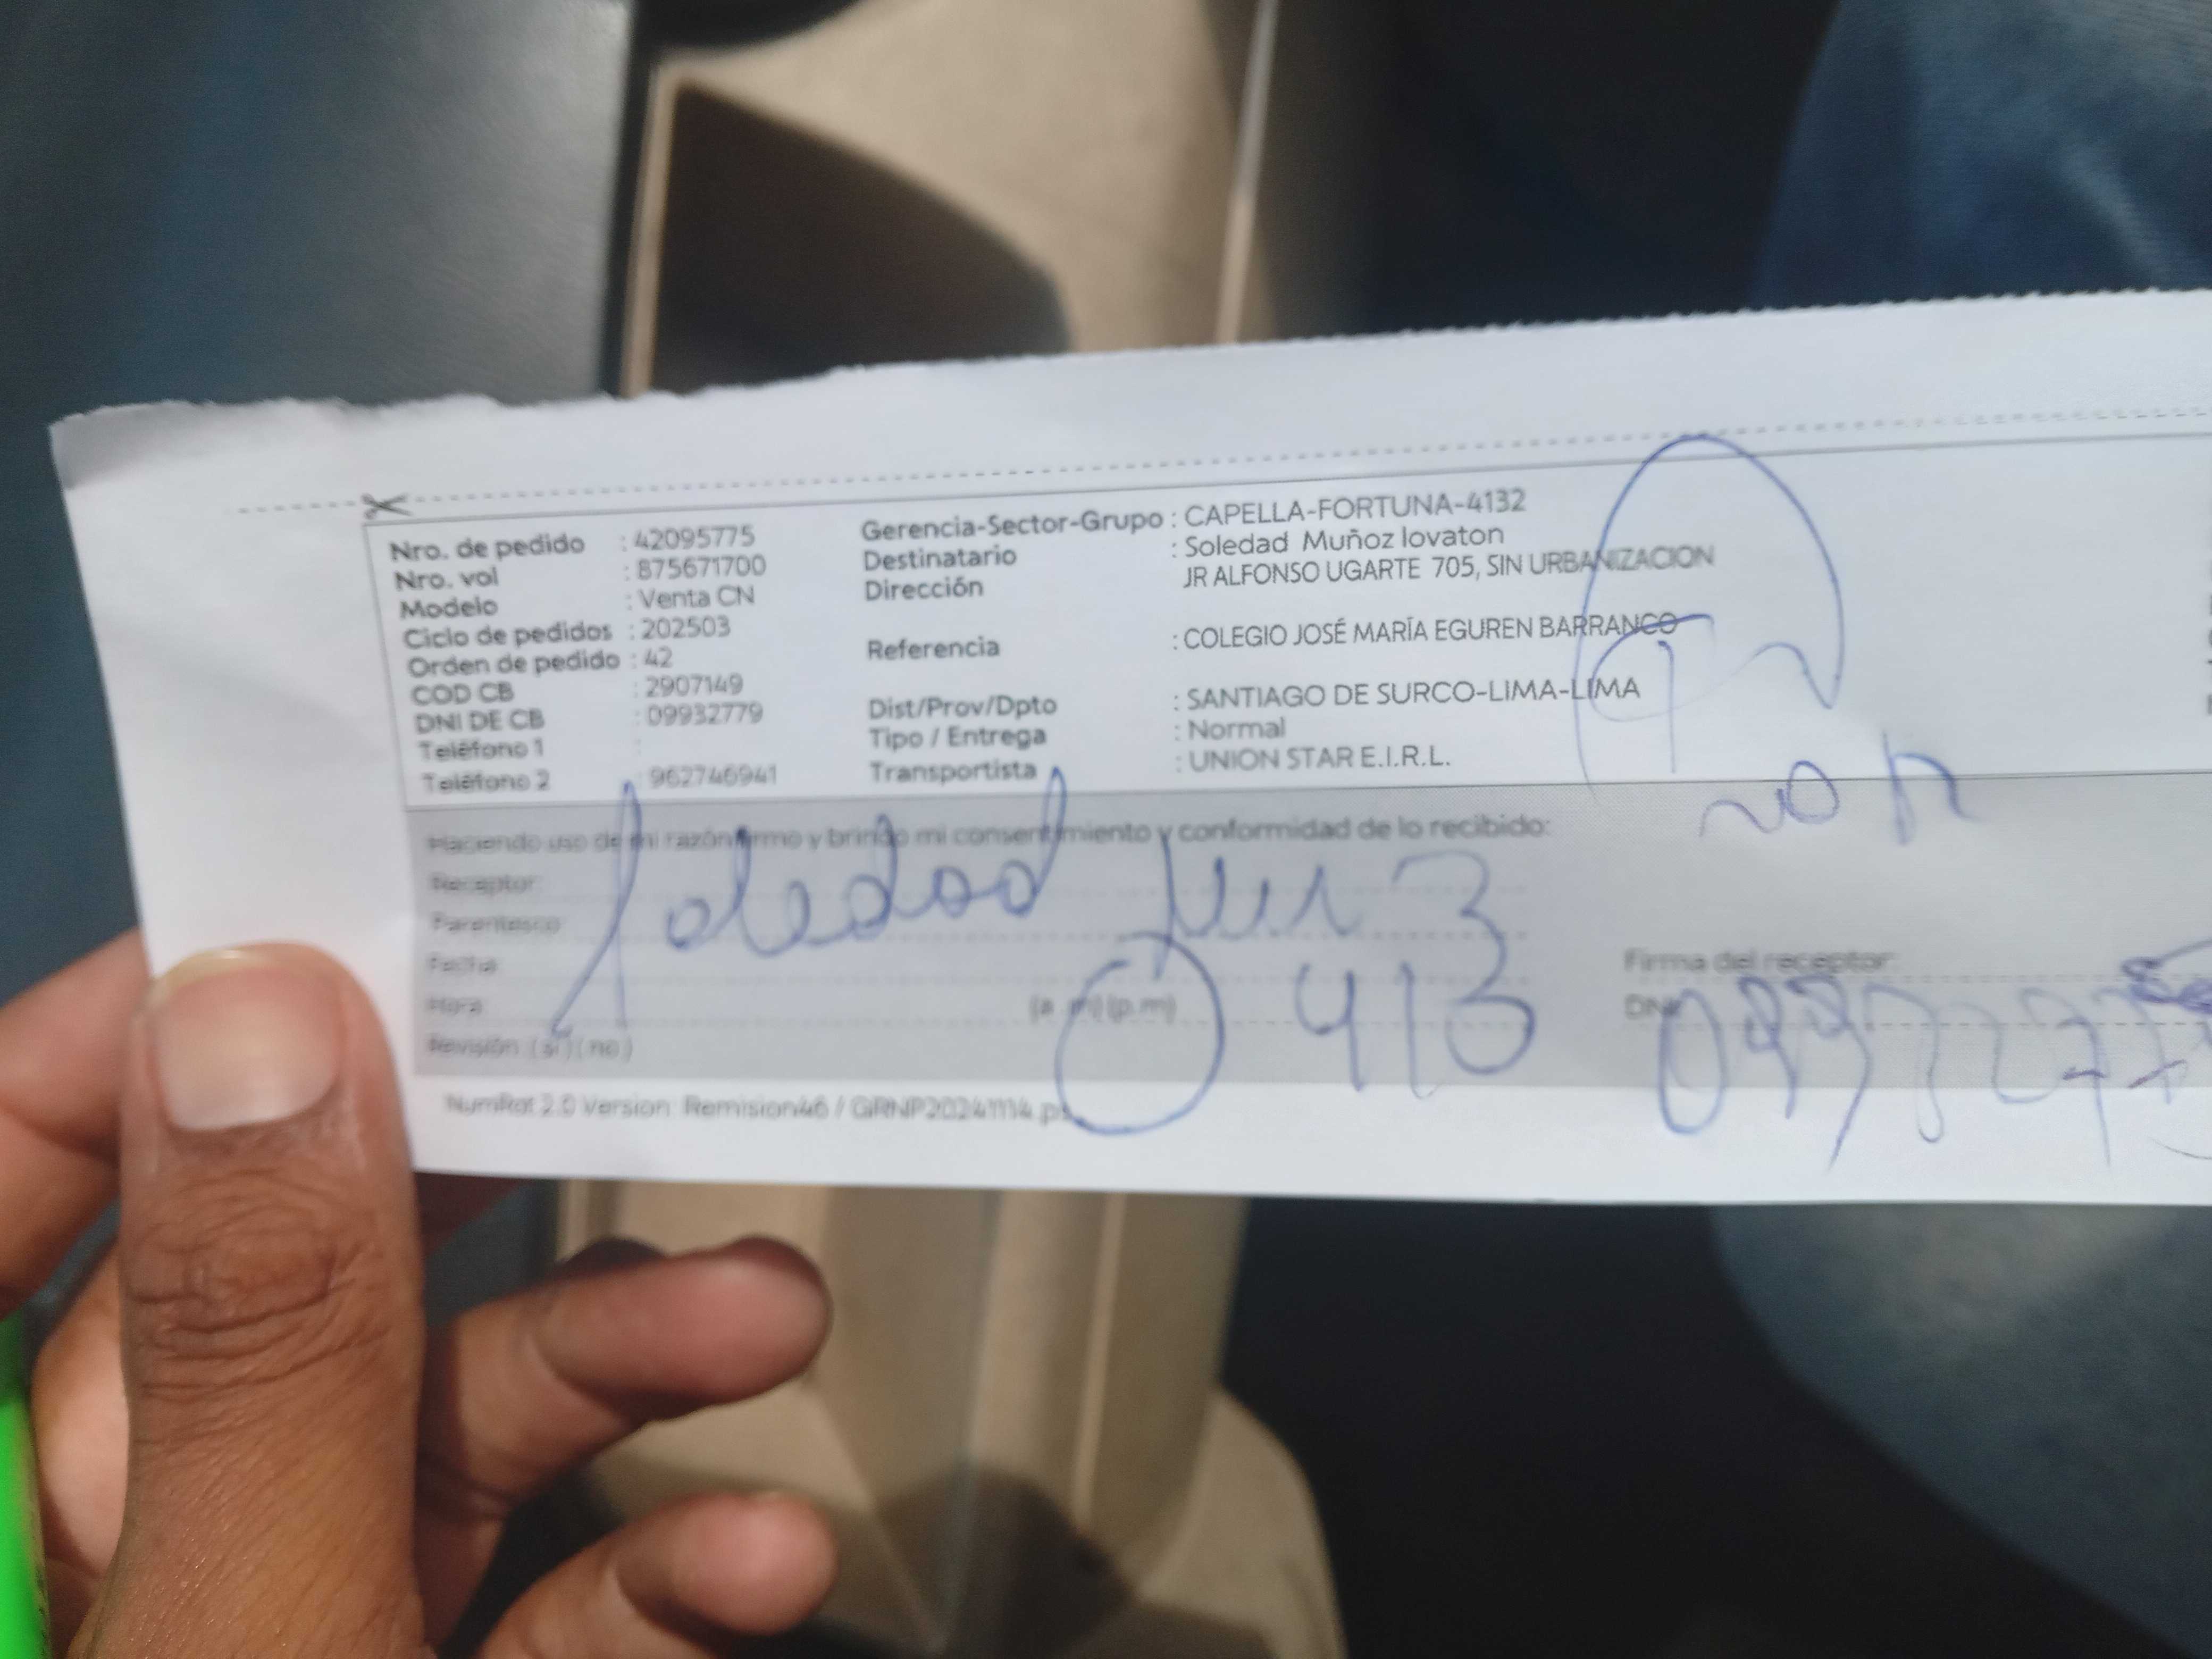 Nro. de pedido : 42095775
Nro. vol : 875671700
Modelo : Venta CN
Ciclo de pedidos : 202503
Orden de pedido : 42
COD CB : 2907149
DNI DE CB : 09932779
Teléfono 1 :
Teléfono 2 : 962746941
Gerencia-Sector-Grupo : CAPELLA-FORTUNA-4132
Destinatario : Soledad Muñoz lovaton
Dirección JR ALFONSO UGARTE 705, SIN URBANIZACION
Referencia : COLEGIO JOSÉ MARÍA EGUREN BARRANCO
Dist/Prov/Dpto : SANTIAGO DE SURCO-LIMA-LIMA
Tipo / Entrega : Normal
Transportista : UNION STAR E.I.R.L.
Haciendo uso de mi razón firmo y brindo mi consentimiento y conformidad de lo recibido:
Receptor:
Soledad
Parentesco:
Fecha:
Hora: (a.m) (p.m)
413
Revisión: (si) (no)
Firma del receptor:
DNI:
NumRot 2.0 Version: Remision46 / GRNP20241114.ps